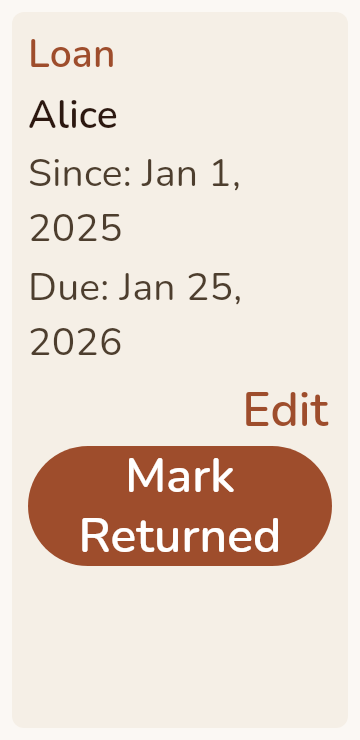 Loan
Alice
Since: Jan 1,
2025
Due: Jan 25,
2026
Edit
Mark
Returned